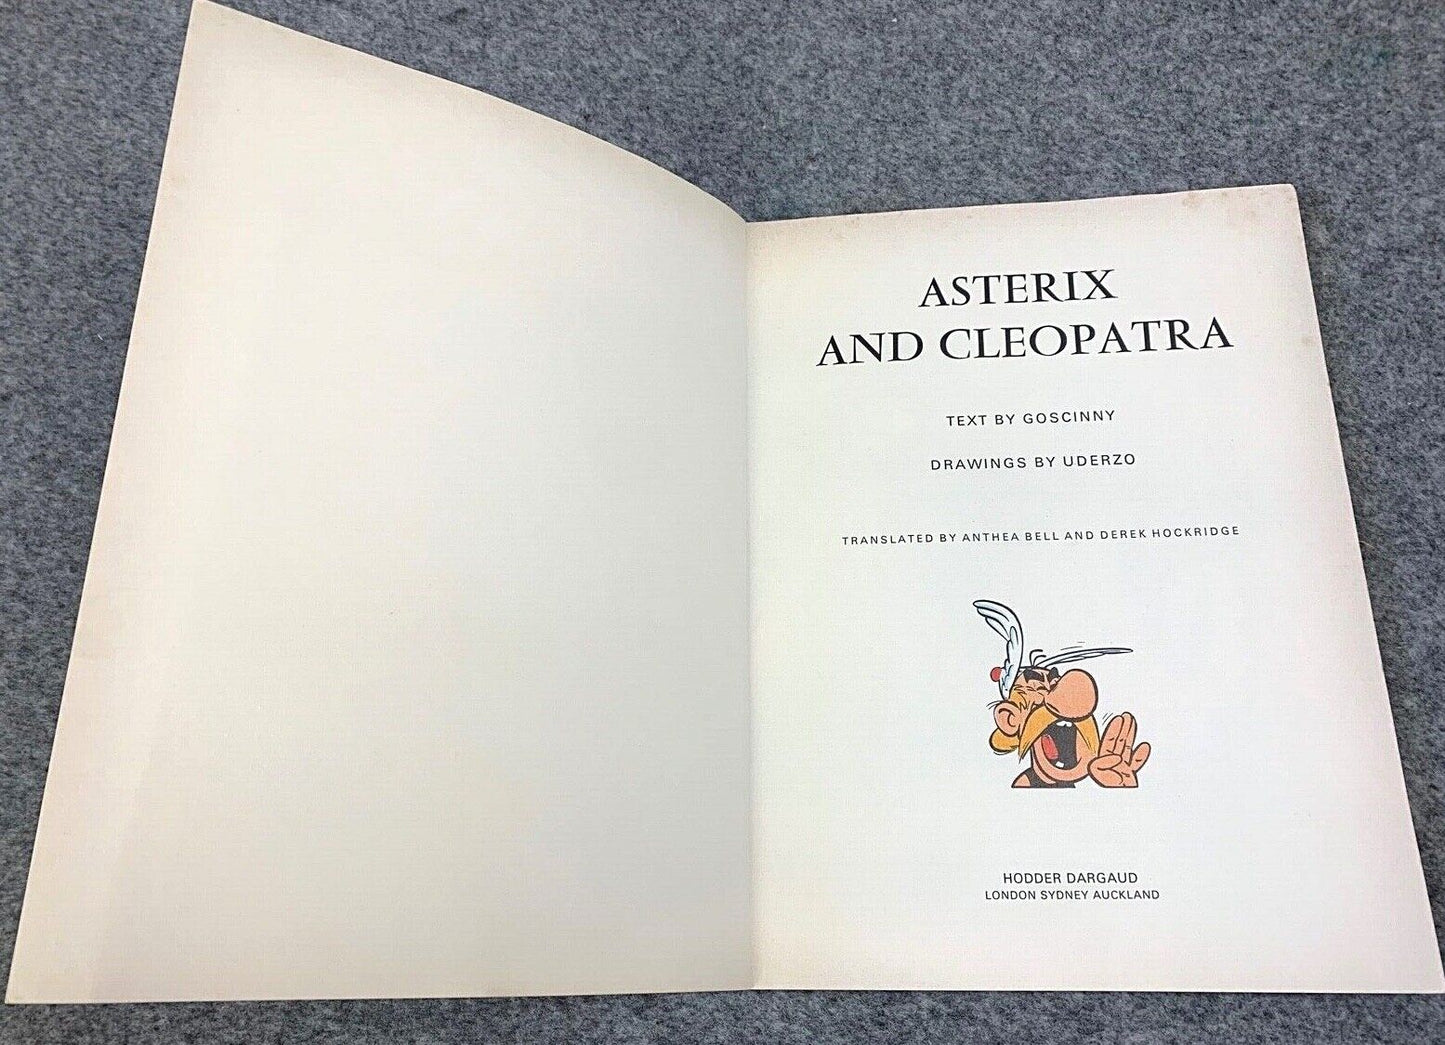 ASTERIX
AND CLEOPATRA
TEXT BY GOSCINNY
DRAWINGS BY UDERZO
TRANSLATED BY ANTHEA BELL AND DEREK HOCKRIDGE
HODDER DARGAUD
LONDON SYDNEY AUCKLAND